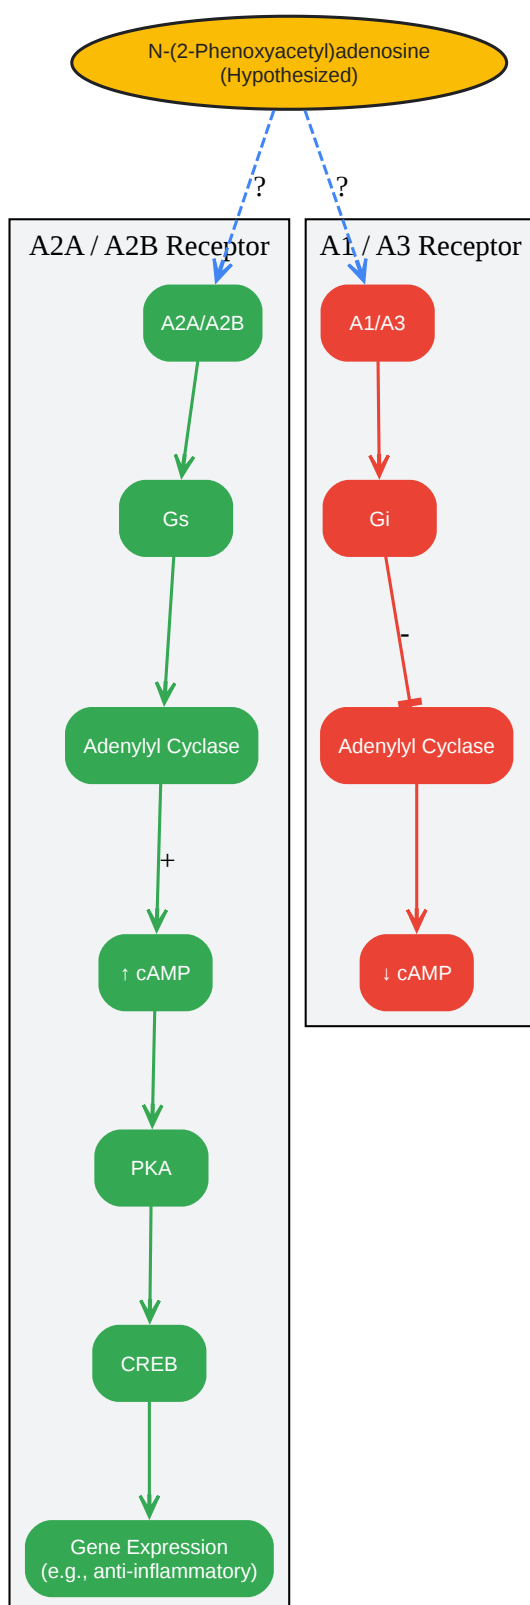 N-(2-Phenoxyacetyl)adenosine
(Hypothesized)
?
?
A2A / A2B Receptor
A2A/A2B
Gs
Adenylyl Cyclase
+
↑ cAMP
PKA
CREB
Gene Expression
(e.g., anti-inflammatory)
A1 / A3 Receptor
A1/A3
Gi
-
Adenylyl Cyclase
↓ cAMP